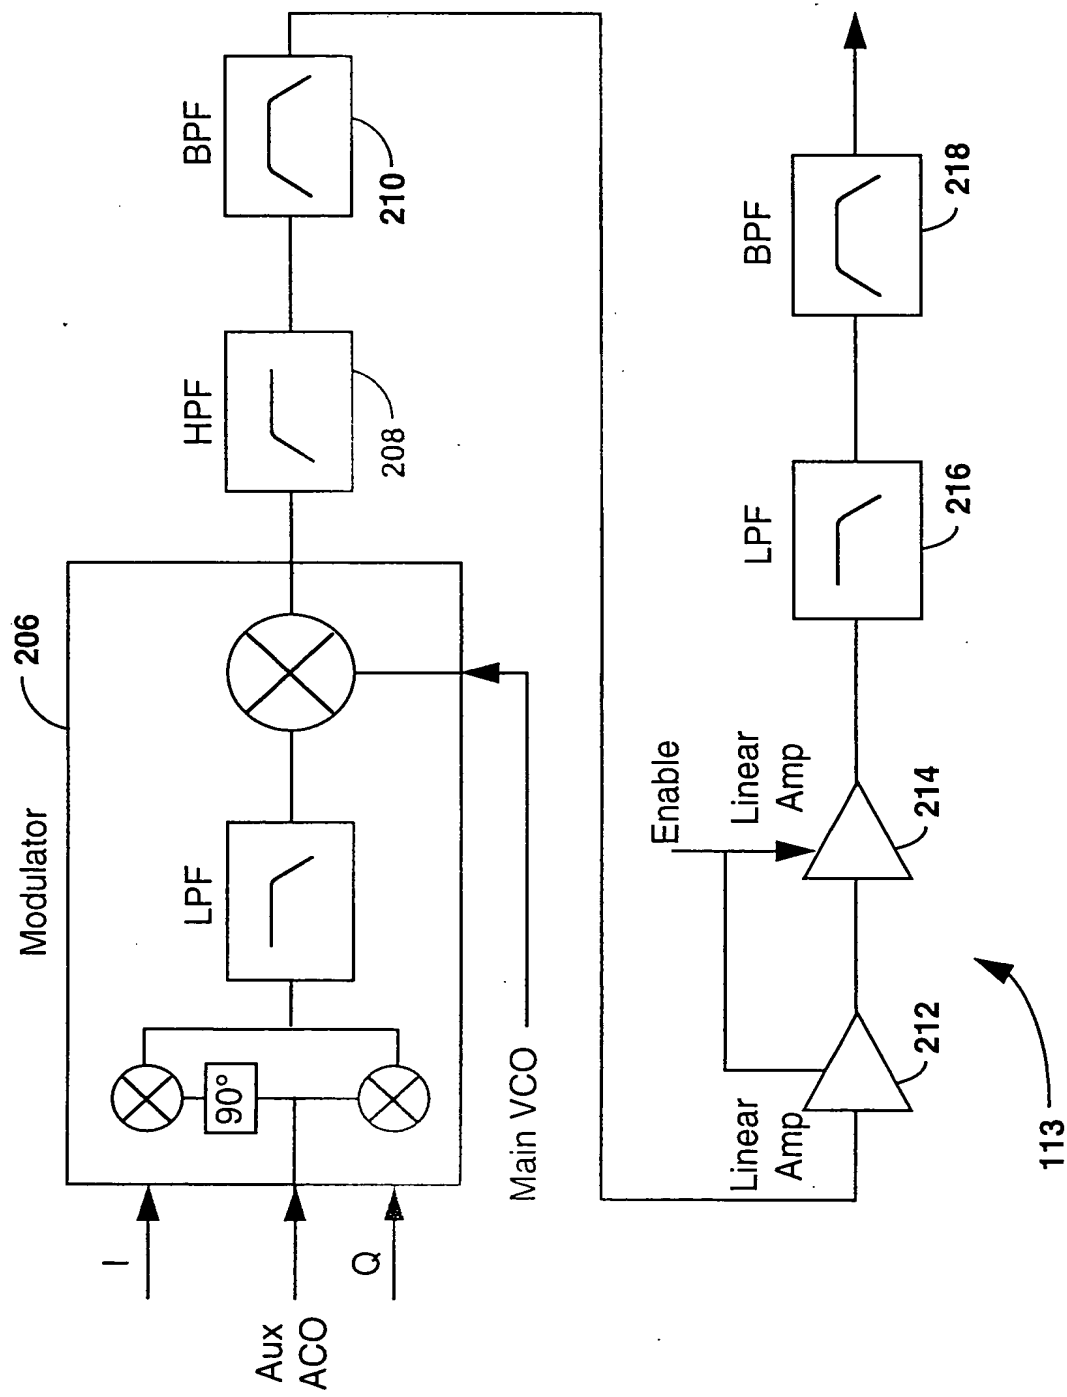 Modulator
206
I
Aux
ACO
Q
90°
LPF
Main VCO
HPF
208
BPF
210
Linear
Amp
212
Enable
Linear
Amp
214
LPF
216
BPF
218
113